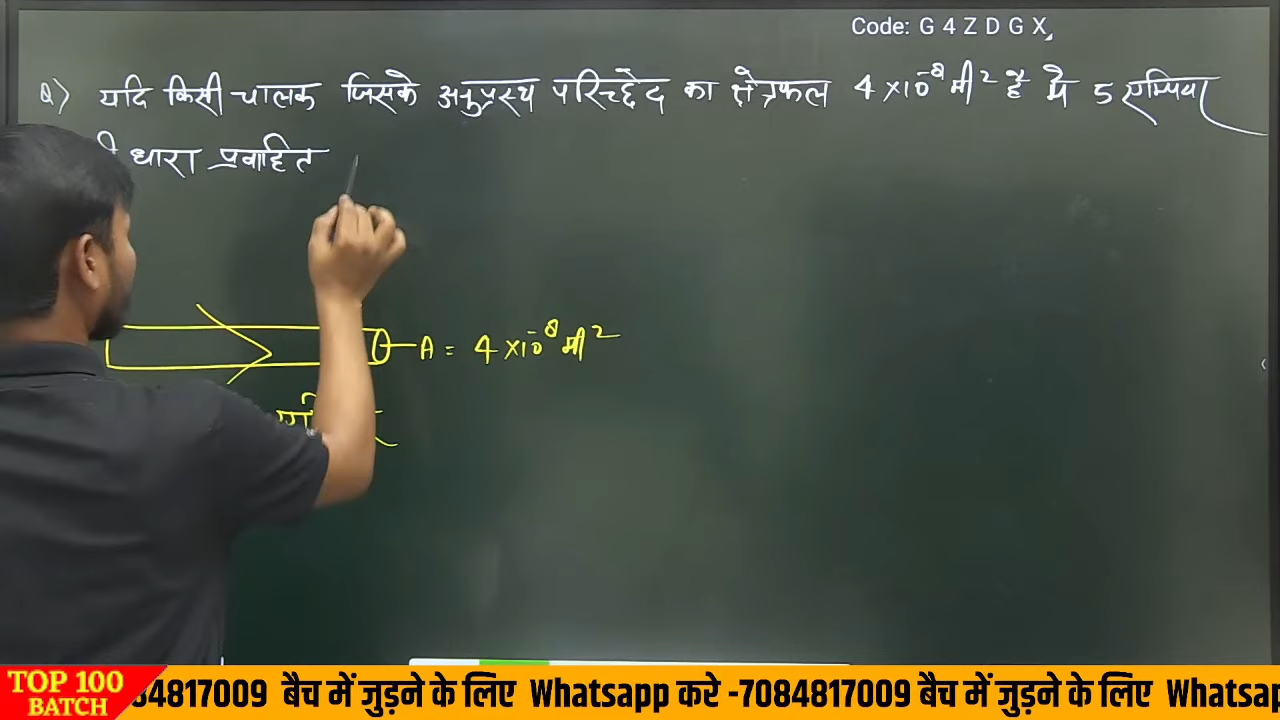 Code: G 4 Z D G X
Q) यदि किसी चालक जिसके अनुप्रस्थ परिच्छेद का क्षेत्रफल 4×10⁻⁸ मी² है में 5 एम्पियर
धारा प्रवाहित
A = 4×10⁻⁸ मी²
TOP 100
BATCH
84817009 बैच में जुड़ने के लिए Whatsapp करे -7084817009 बैच में जुड़ने के लिए Whatsap